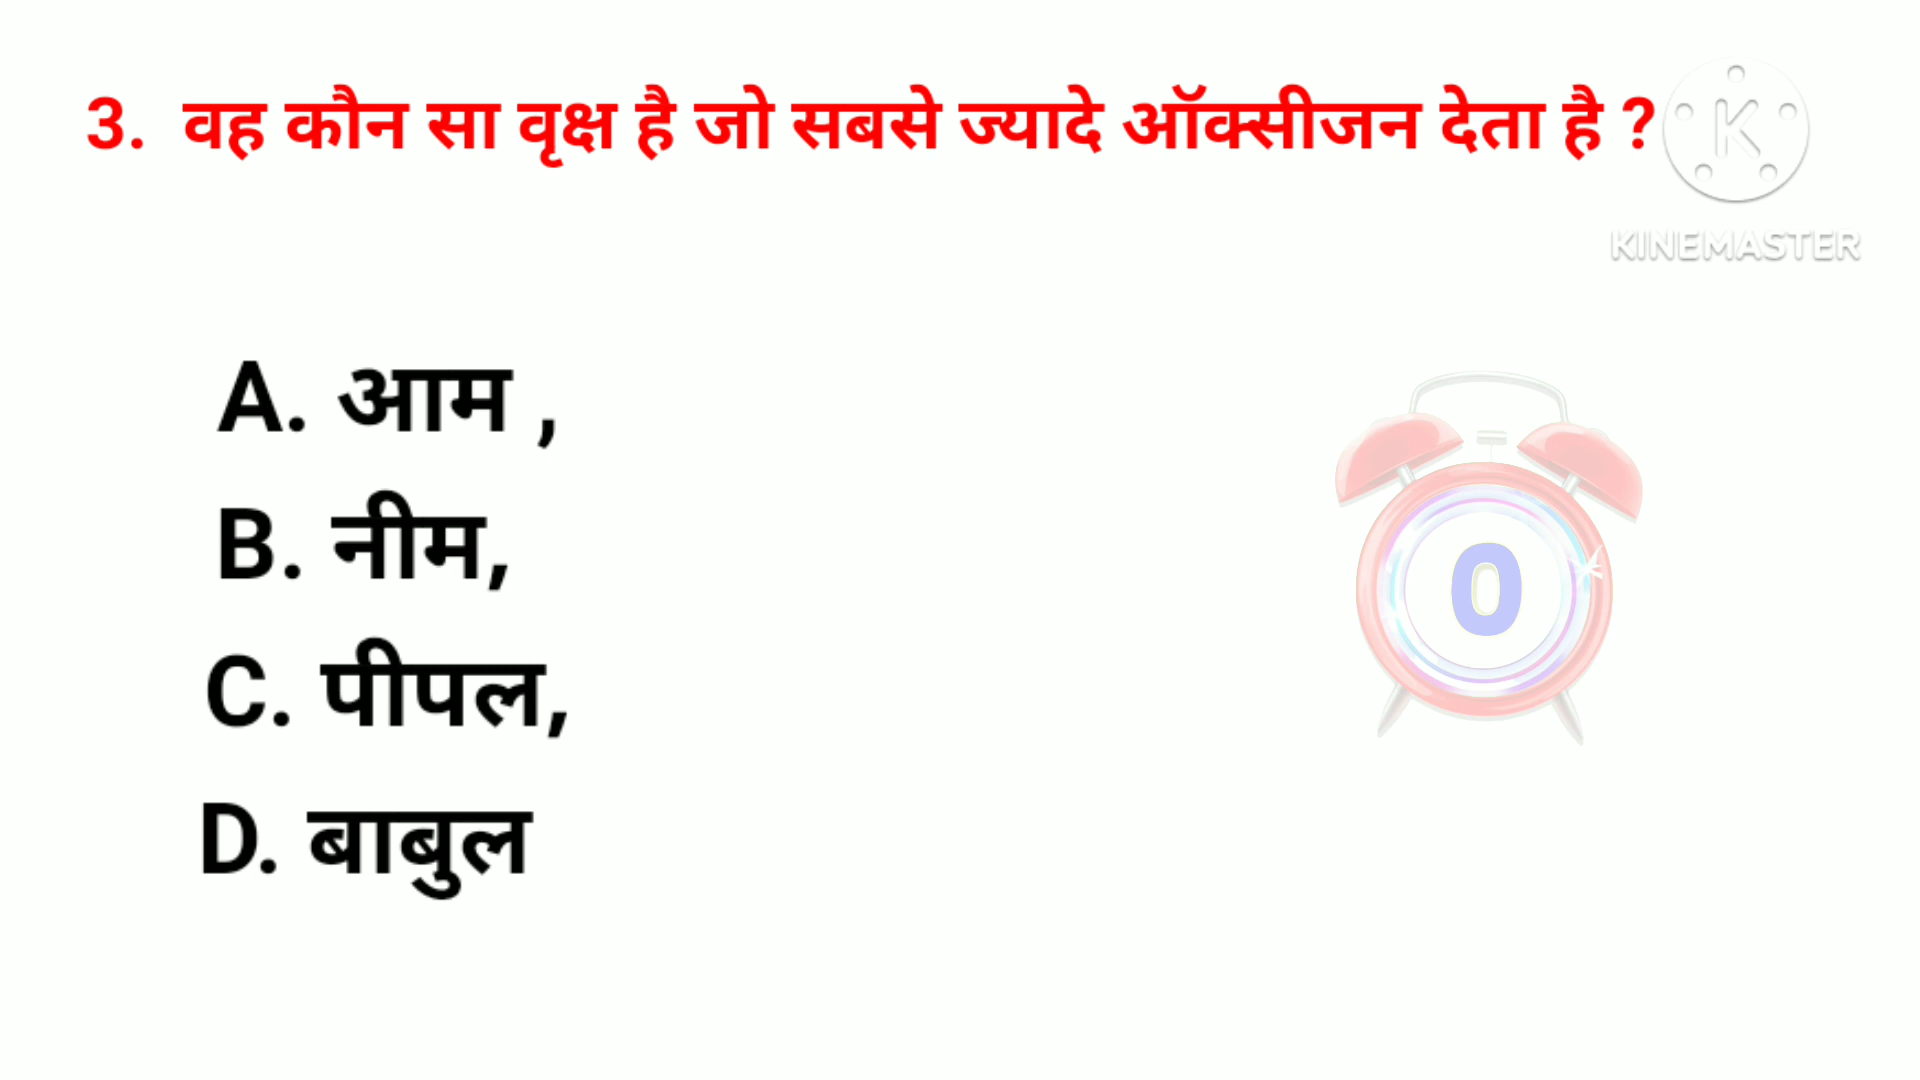 3. वह कौन सा वृक्ष है जो सबसे ज्यादे ऑक्सीजन देता है ?
K
KINEMASTER
A. आम ,
B. नीम,
0
C. पीपल,
D. बाबुल